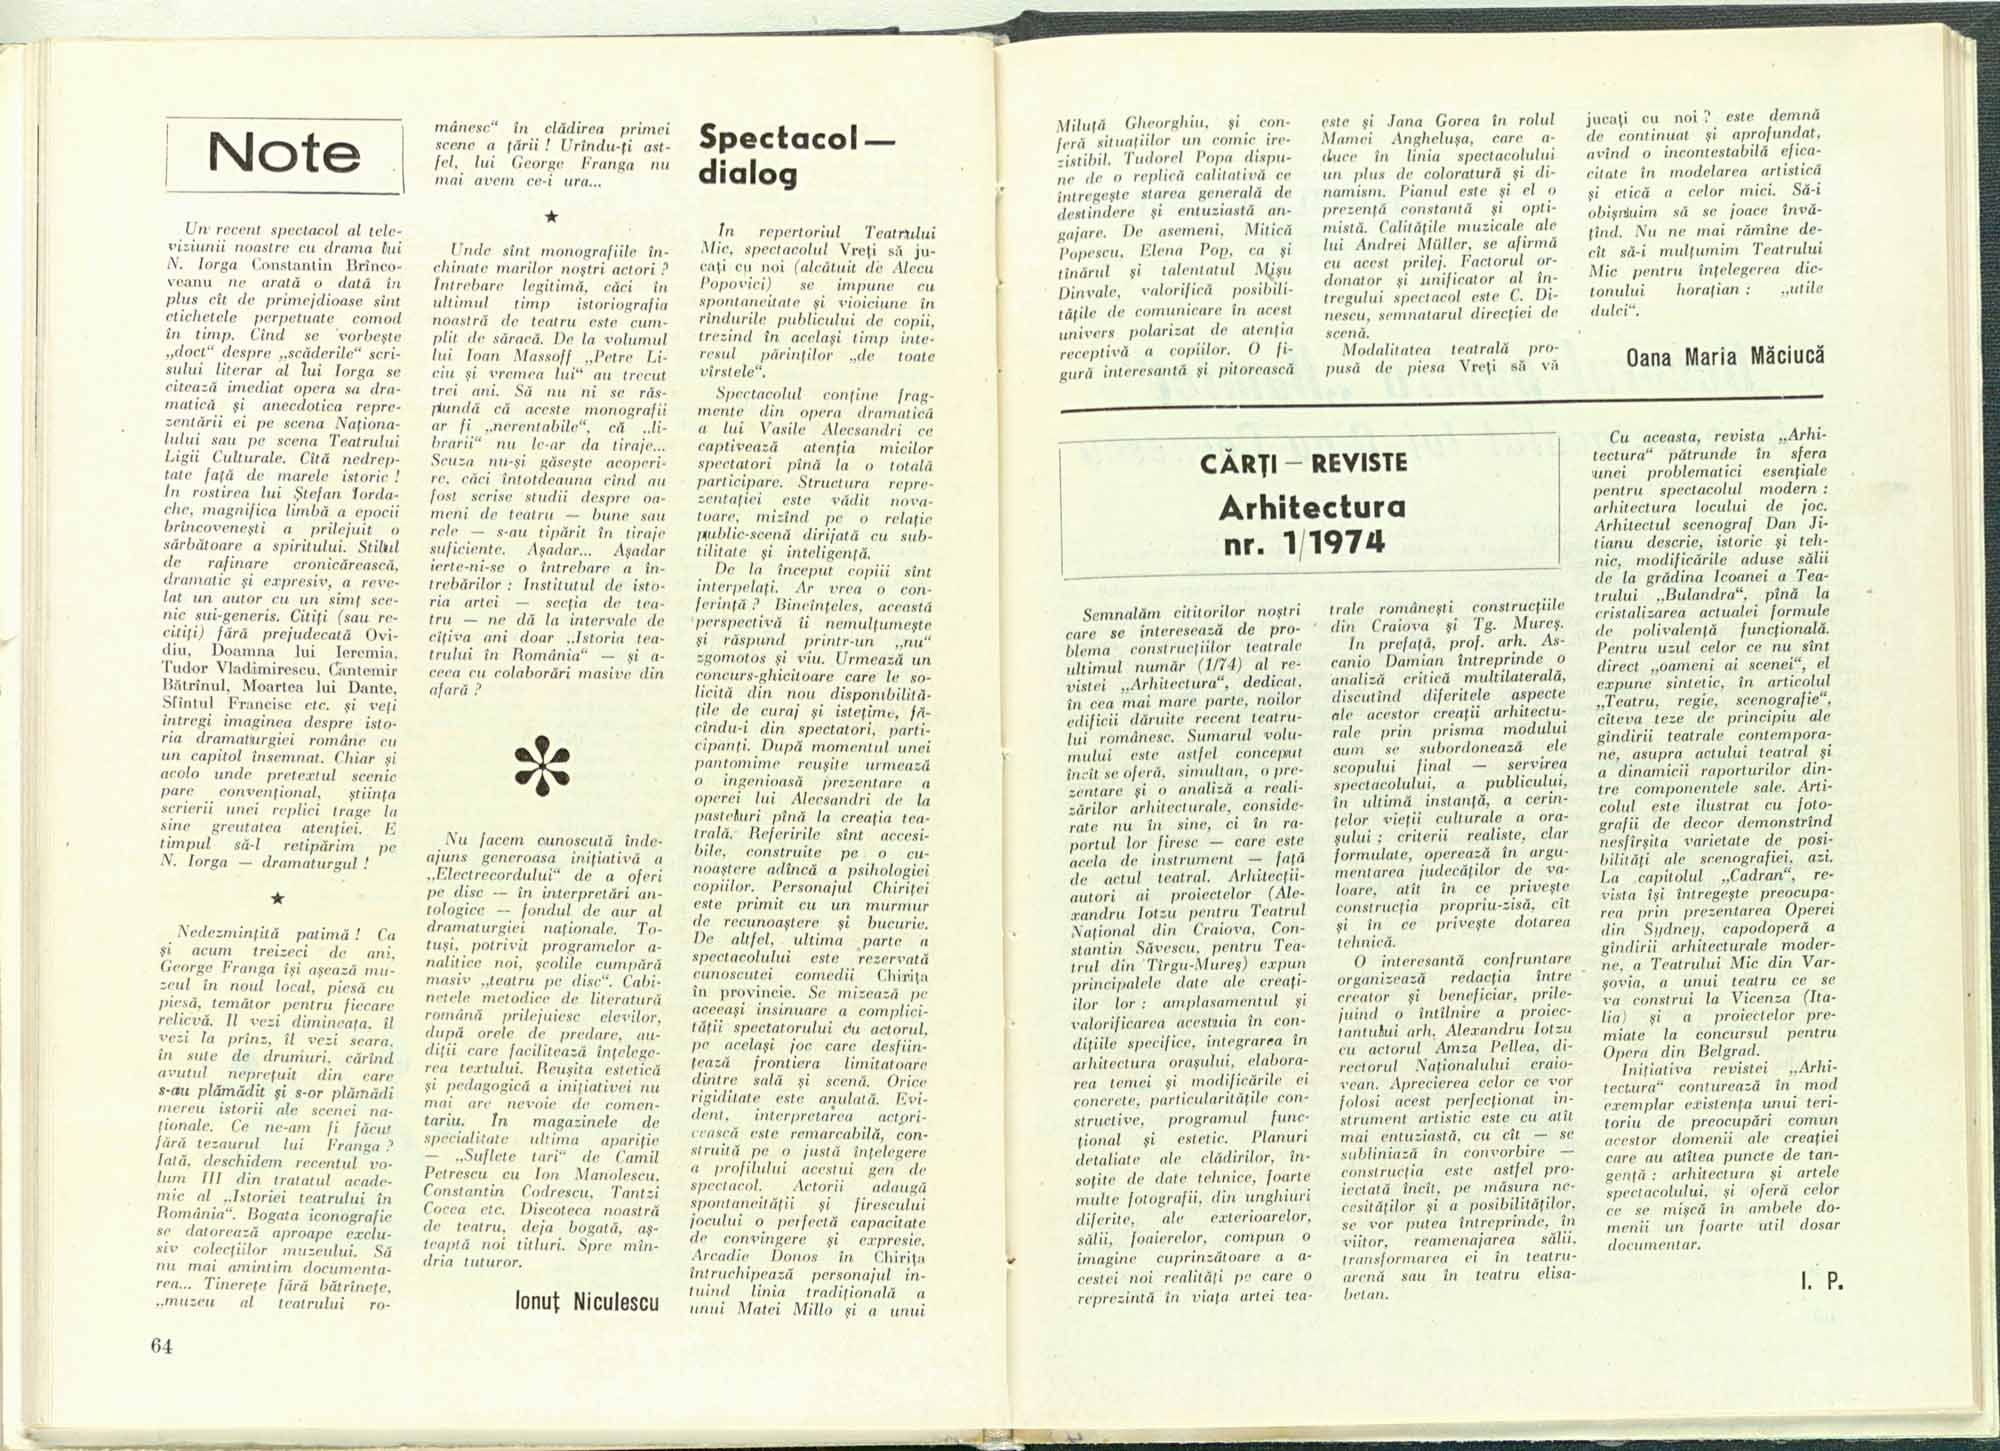 Note
Un recent spectacol al tele-
viziunii noastre cu drama lui
N. Iorga Constantin Brînco-
veanu ne arată o dată în
plus cît de primejdioase sînt
etichetele perpetuate comod
în timp. Cînd se vorbește
„doct" despre „scăderile" scri-
sului literar al lui Iorga se
citează imediat opera sa dra-
matică și anecdotica repre-
zentării ei pe scena Naționa-
lului sau pe scena Teatrului
Ligii Culturale. Cîtă nedrep-
tate față de marele istoric !
In rostirea lui Ștefan Iorda-
che, magnifica limbă a epocii
brîncovenești a prilejuit o
sărbătoare a spiritului. Stilul
de rafinare cronicărească,
dramatic și expresiv, a reve-
lat un autor cu un simț sce-
nic sui-generis. Citiți (sau re-
citiți) fără prejudecată Ovi-
diu, Doamna lui Ieremia,
Tudor Vladimirescu, Cantemir
Bătrînul, Moartea lui Dante,
Sfîntul Francisc etc. și veți
întregi imaginea despre isto-
ria dramaturgiei române cu
un capitol însemnat. Chiar și
acolo unde pretextul scenic
pare convențional, știința
scrierii unei replici trage la
sine greutatea atenției. E
timpul să-l retipărim pe
N. Iorga — dramaturgul !
★
Nedezmințită patimă ! Ca
și acum treizeci de ani,
George Franga își așează mu-
zeul în noul local, piesă cu
piesă, temător pentru fiecare
relicvă. Il vezi dimineața, îl
vezi la prînz, îl vezi seara,
în sute de drumuri, cărînd
avutul neprețuit din care
s-au plămădit și s-or plămădi
mereu istorii ale scenei na-
ționale. Ce ne-am fi făcut
fără tezaurul lui Franga ?
Iată, deschidem recentul vo-
lum III din tratatul acade-
mic al „Istoriei teatrului în
România". Bogata iconografie
se datorează aproape exclu-
siv colecțiilor muzeului. Să
nu mai amintim documenta-
rea... Tinerețe fără bătrînețe,
„muzeu al teatrului ro-
64
mânesc" în clădirea primei
scene a țării ! Urîndu-ți ast-
fel, lui George Franga nu
mai avem ce-i ura...
★
Unde sînt monografiile în-
chinate marilor noștri actori ?
Intrebare legitimă, căci în
ultimul timp istoriografia
noastră de teatru este cum-
plit de săracă. De la volumul
lui Ioan Massoff „Petre Li-
ciu și vremea lui" au trecut
trei ani. Să nu ni se răs-
pundă că aceste monografii
ar fi „nerentabile", că „li-
brarii" nu le-ar da tiraje...
Scuza nu-și găsește acoperi-
re, căci întotdeauna cînd au
fost scrise studii despre oa-
meni de teatru — bune sau
rele — s-au tipărit în tiraje
suficiente. Așadar... Așadar
ierte-ni-se o întrebare a în-
trebărilor : Institutul de isto-
ria artei — secția de tea-
tru — ne dă la intervale de
cîțiva ani doar „Istoria tea-
trului în România" — și a-
ceea cu colaborări masive din
afară ?
Nu facem cunoscută înde-
ajuns generoasa inițiativă a
„Electrecordului" de a oferi
pe disc — în interpretări an-
tologice — fondul de aur al
dramaturgiei naționale. To-
tuși, potrivit programelor a-
nalitice noi, școlile cumpără
masiv „teatru pe disc". Cabi-
netele metodice de literatură
română prilejuiesc elevilor,
după orele de predare, au-
diții care facilitează înțelege-
rea textului. Reușita estetică
și pedagogică a inițiativei nu
mai are nevoie de comen-
tariu. In magazinele de
specialitate ultima apariție
— „Suflete tari" de Camil
Petrescu cu Ion Manolescu,
Constantin Codrescu, Tantzi
Cocea etc. Discoteca noastră
de teatru, deja bogată, aș-
teaptă noi titluri. Spre mîn-
dria tuturor.
Ionuț Niculescu
Spectacol —
dialog
In repertoriul Teatrului
Mic, spectacolul Vreți să ju-
cați cu noi (alcătuit de Alecu
Popovici) se impune cu
spontaneitate și vioiciune în
rîndurile publicului de copii,
trezind în același timp inte-
resul părinților „de toate
vîrstele".
Spectacolul conține frag-
mente din opera dramatică
a lui Vasile Alecsandri ce
captivează atenția micilor
spectatori pînă la o totală
participare. Structura repre-
zentației este vădit nova-
toare, mizînd pe o relație
public-scenă dirijată cu sub-
tilitate și inteligență.
De la început copiii sînt
interpelați. Ar vrea o con-
ferință ? Bineînțeles, această
perspectivă îi nemulțumește
și răspund printr-un „nu"
zgomotos și viu. Urmează un
concurs-ghicitoare care le so-
licită din nou disponibilită-
țile de curaj și istețime, fă-
cîndu-i din spectatori, parti-
cipanți. După momentul unei
pantomime reușite urmează
o ingenioasă prezentare a
operei lui Alecsandri de la
pasteluri pînă la creația tea-
trală. Referirile sînt accesi-
bile, construite pe o cu-
noaștere adîncă a psihologiei
copiilor. Personajul Chiriței
este primit cu un murmur
de recunoaștere și bucurie.
De altfel, ultima parte a
spectacolului este rezervată
cunoscutei comedii Chirița
în provincie. Se mizează pe
aceeași insinuare a complici-
tății spectatorului cu actorul,
pe același joc care desfiin-
țează frontiera limitatoare
dintre sală și scenă. Orice
rigiditate este anulată. Evi-
dent, interpretarea actori-
cească este remarcabilă, con-
struită pe o justă înțelegere
a profilului acestui gen de
spectacol. Actorii adaugă
spontaneității și firescului
jocului o perfectă capacitate
de convingere și expresie.
Arcadie Donos în Chirița
întruchipează personajul in-
tuind linia tradițională a
unui Matei Millo și a unui
Miluță Gheorghiu, și con-
feră situațiilor un comic ire-
zistibil. Tudorel Popa dispu-
ne de o replică calitativă ce
întregește starea generală de
destindere și entuziastă an-
gajare. De asemeni, Mitică
Popescu, Elena Pop, ca și
tînărul și talentatul Mișu
Dinvale, valorifică posibili-
tățile de comunicare în acest
univers polarizat de atenția
receptivă a copiilor. O fi-
gură interesantă și pitorească
este și Jana Gorea în rolul
Mamei Anghelușa, care a-
duce în linia spectacolului
un plus de coloratură și di-
namism. Pianul este și el o
prezență constantă și opti-
mistă. Calitățile muzicale ale
lui Andrei Müller, se afirmă
cu acest prilej. Factorul or-
donator și unificator al în-
tregului spectacol este C. Di-
nescu, semnatarul direcției de
scenă.
Modalitatea teatrală pro-
pusă de piesa Vreți să vă
jucați cu noi ? este demnă
de continuat și aprofundat,
avînd o incontestabilă efica-
citate în modelarea artistică
și etică a celor mici. Să-i
obișnuim să se joace învă-
țînd. Nu ne mai rămîne de-
cît să-i mulțumim Teatrului
Mic pentru înțelegerea dic-
tonului horațian : „utile
dulci".
Oana Maria Măciucă
CĂRȚI — REVISTE
Arhitectura
nr. 1/1974
Semnalăm cititorilor noștri
care se interesează de pro-
blema construcțiilor teatrale
ultimul număr (1/74) al re-
vistei „Arhitectura", dedicat,
în cea mai mare parte, noilor
edificii dăruite recent teatru-
lui românesc. Sumarul volu-
mului este astfel conceput
încît se oferă, simultan, o pre-
zentare și o analiză a reali-
zărilor arhitecturale, conside-
rate nu în sine, ci în ra-
portul lor firesc — care este
acela de instrument — față
de actul teatral. Arhitecții-
autori ai proiectelor (Ale-
xandru Iotzu pentru Teatrul
Național din Craiova, Con-
stantin Săvescu, pentru Tea-
trul din Tîrgu-Mureș) expun
principalele date ale creați-
ilor lor : amplasamentul și
valorificarea acestuia în con-
dițiile specifice, integrarea în
arhitectura orașului, elabora-
rea temei și modificările ei
concrete, particularitățile con-
structive, programul func-
țional și estetic. Planuri
detaliate ale clădirilor, în-
soțite de date tehnice, foarte
multe fotografii, din unghiuri
diferite, ale exterioarelor,
sălii, foaierelor, compun o
imagine cuprinzătoare a a-
cestei noi realități pe care o
reprezintă în viața artei tea-
trale românești construcțiile
din Craiova și Tg. Mureș.
In prefață, prof. arh. As-
canio Damian întreprinde o
analiză critică multilaterală,
discutînd diferitele aspecte
ale acestor creații arhitectu-
rale prin prisma modului
cum se subordonează ele
scopului final — servirea
spectacolului, a publicului,
în ultimă instanță, a cerin-
țelor vieții culturale a ora-
șului ; criterii realiste, clar
formulate, operează în argu-
mentarea judecăților de va-
loare, atît în ce privește
construcția propriu-zisă, cît
și în ce privește dotarea
tehnică.
O interesantă confruntare
organizează redacția între
creator și beneficiar, prile-
juind o întîlnire a proiec-
tantului arh. Alexandru Iotzu
cu actorul Amza Pellea, di-
rectorul Naționalului craio-
vean. Aprecierea celor ce vor
folosi acest perfecționat in-
strument artistic este cu atît
mai entuziastă, cu cît — se
subliniază în convorbire —
construcția este astfel pro-
iectată încît, pe măsura ne-
cesităților și a posibilităților,
se vor putea întreprinde, în
viitor, reamenajarea sălii,
transformarea ei în teatru-
arenă sau în teatru elisa-
betan.
Cu aceasta, revista „Arhi-
tectura" pătrunde în sfera
unei problematici esențiale
pentru spectacolul modern :
arhitectura locului de joc.
Arhitectul scenograf Dan Ji-
tianu descrie, istoric și teh-
nic, modificările aduse sălii
de la grădina Icoanei a Tea-
trului „Bulandra", pînă la
cristalizarea actualei formule
de polivalență funcțională.
Pentru uzul celor ce nu sînt
direct „oameni ai scenei", el
expune sintetic, în articolul
„Teatru, regie, scenografie",
cîteva teze de principiu ale
gîndirii teatrale contempora-
ne, asupra actului teatral și
a dinamicii raporturilor din-
tre componentele sale. Arti-
colul este ilustrat cu foto-
grafii de decor demonstrînd
nesfîrșita varietate de posi-
bilități ale scenografiei, azi.
La capitolul „Cadran", re-
vista își întregește preocupa-
rea prin prezentarea Operei
din Sydney, capodoperă a
gîndirii arhitecturale moder-
ne, a Teatrului Mic din Var-
șovia, a unui teatru ce se
va construi la Vicenza (Ita-
lia) și a proiectelor pre-
miate la concursul pentru
Opera din Belgrad.
Inițiativa revistei „Arhi-
tectura" conturează în mod
exemplar existența unui teri-
toriu de preocupări comun
acestor domenii ale creației
care au atîtea puncte de tan-
gență : arhitectura și artele
spectacolului, și oferă celor
ce se mișcă în ambele do-
menii un foarte util dosar
documentar.
I. P.